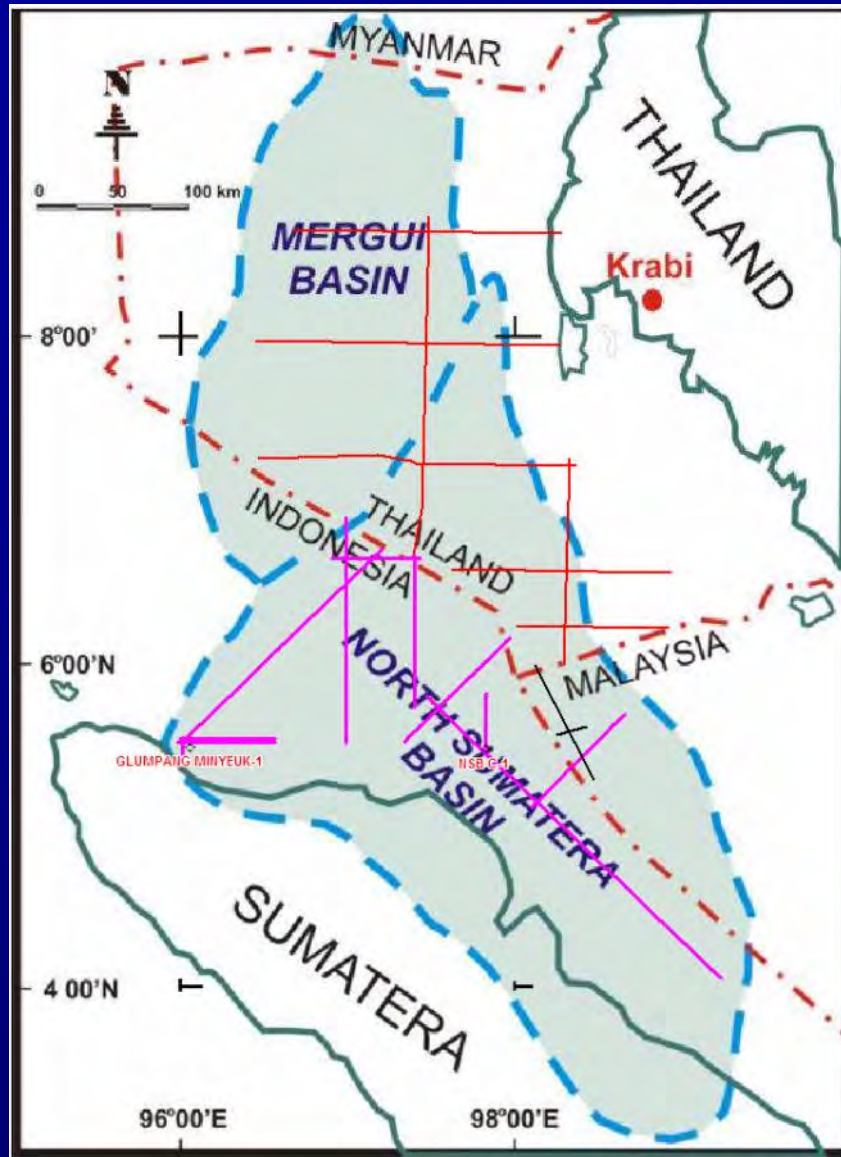 MYANMAR
N
0 50 100 km
THAILAND
MERGUI
BASIN
Krabi
8°00'
THAILAND
INDONESIA
6°00'N
MALAYSIA
NORTH SUMATERA
BASIN
GLUMPANG MINYEUK-1
NSB C-1
SUMATERA
4 00'N
96°00'E
98°00'E